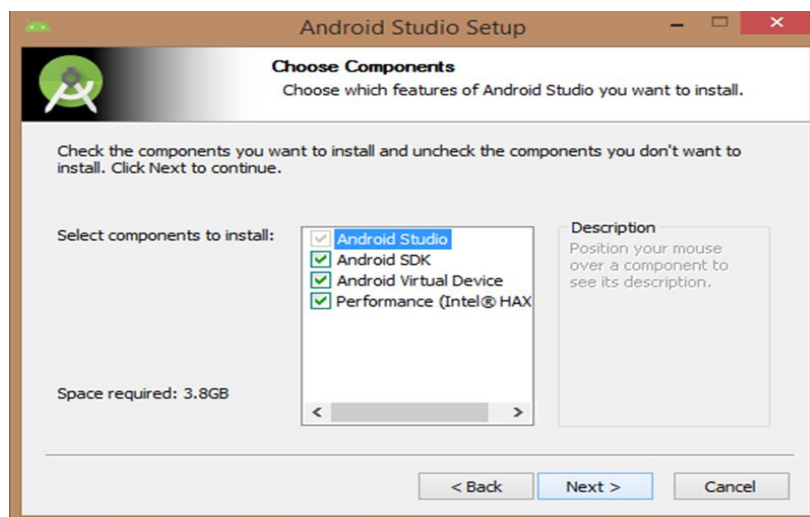 Android Studio Setup
Choose Components
Choose which features of Android Studio you want to install.
Check the components you want to install and uncheck the components you don't want to
install. Click Next to continue.
Select components to install:
Android Studio
Android SDK
Android Virtual Device
Performance (Intel® HAX
Description
Position your mouse
over a component to
see its description.
Space required: 3.8GB
< Back
Next >
Cancel